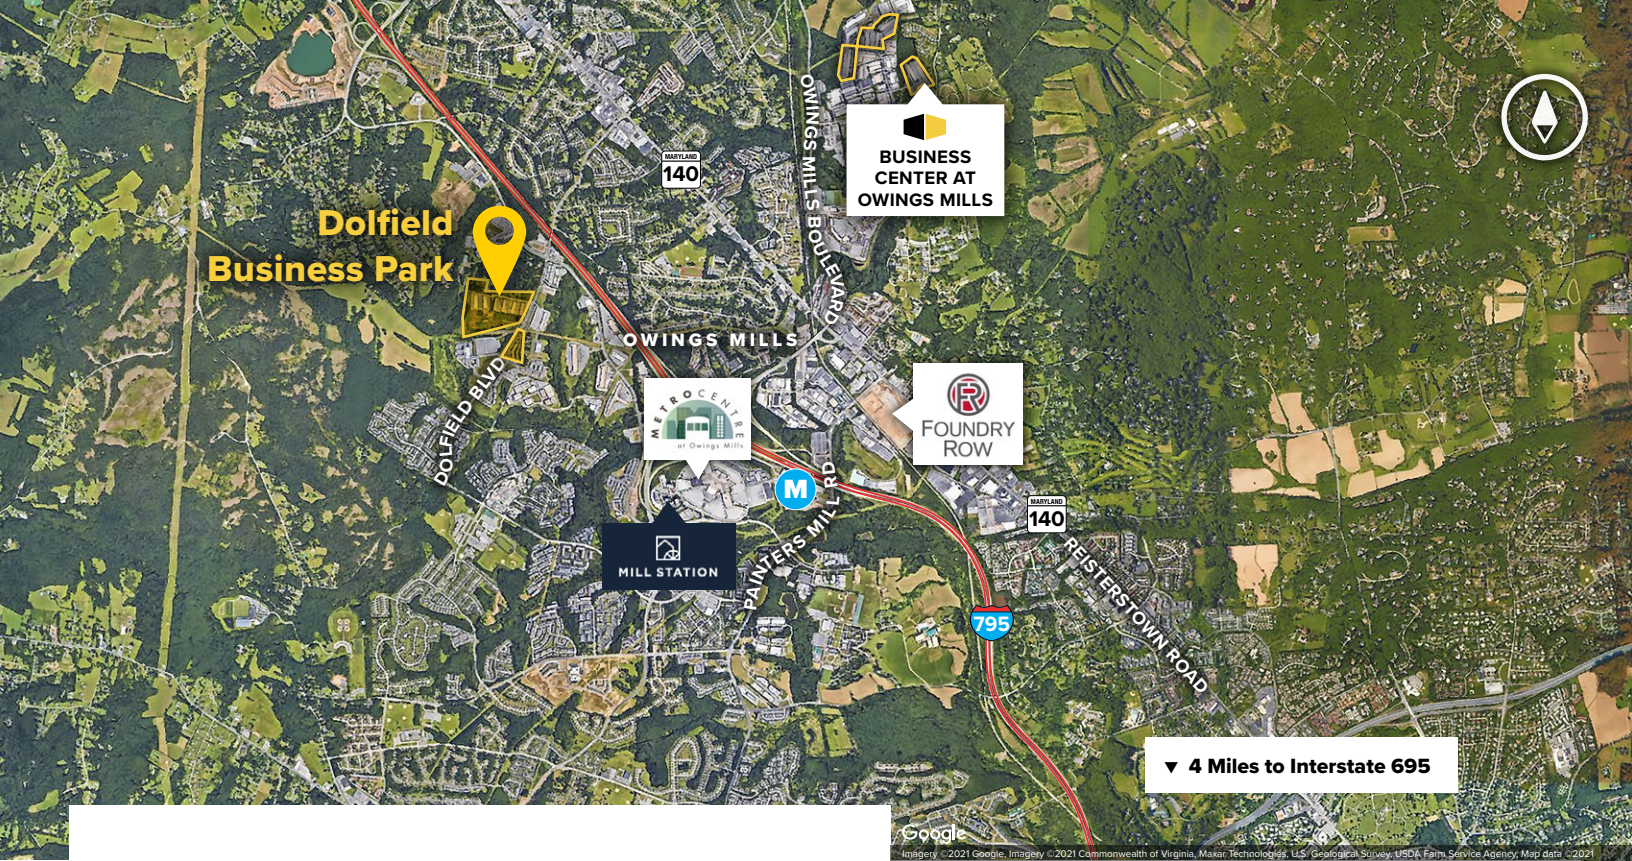 MARYLAND
140
OWINGS MILLS BOULEVARD
BUSINESS
CENTER AT
OWINGS MILLS
Dolfield
Business Park
OWINGS MILLS
DOLFIELD BLVD
METROCENTRE
at Owings Mills
FOUNDRY
ROW
M
PAINTERS MILL RD
MILL STATION
MARYLAND
140
REISTERSTOWN ROAD
795
▼ 4 Miles to Interstate 695
Google
Imagery ©2021 Google, Imagery ©2021 Commonwealth of Virginia, Maxar Technologies, U.S. Geological Survey, USDA Farm Service Agency, Map data ©2021